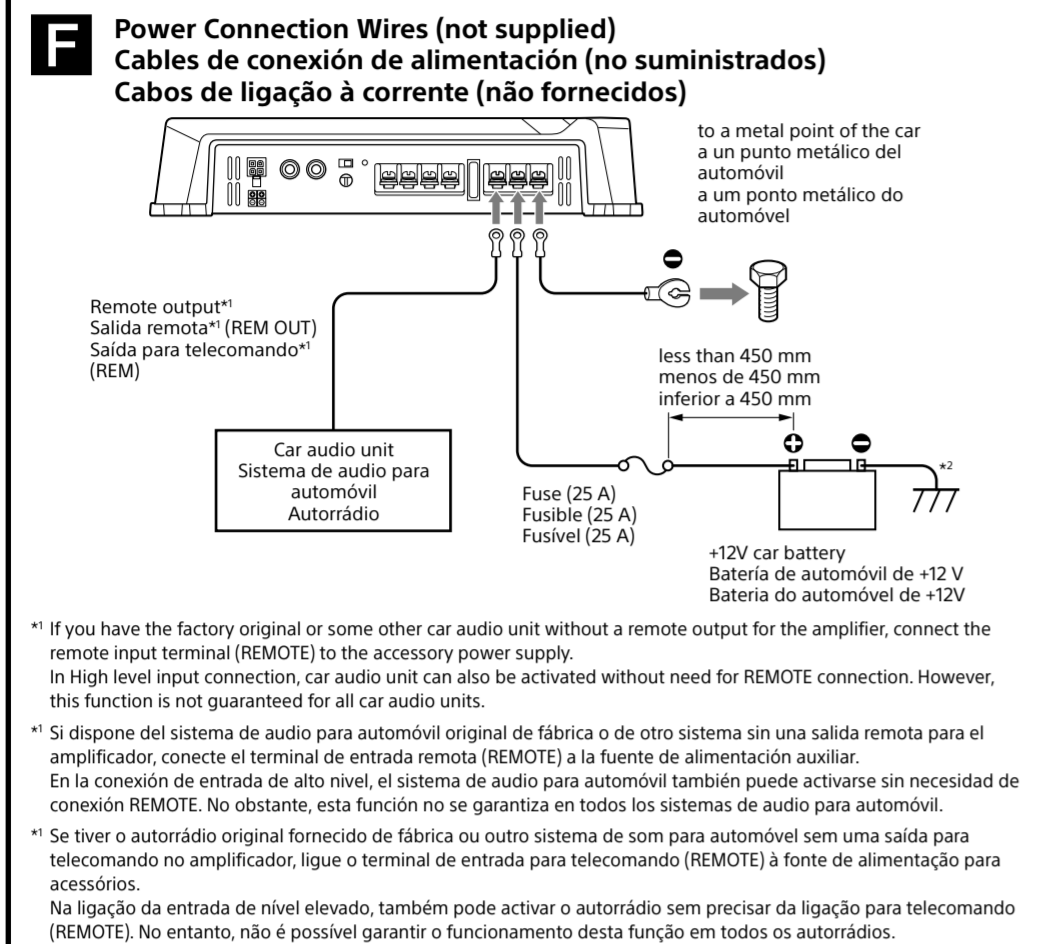 F
Power Connection Wires (not supplied)
Cables de conexión de alimentación (no suministrados)
Cabos de ligação à corrente (não fornecidos)
to a metal point of the car
a un punto metálico del
automóvil
a um ponto metálico do
automóvel
Remote output*1
Salida remota*1 (REM OUT)
Saída para telecomando*1
(REM)
less than 450 mm
menos de 450 mm
inferior a 450 mm
Car audio unit
Sistema de audio para
automóvil
Autorrádio
Fuse (25 A)
Fusible (25 A)
Fusível (25 A)
*2
+12V car battery
Batería de automóvil de +12 V
Bateria do automóvel de +12V
*1 If you have the factory original or some other car audio unit without a remote output for the amplifier, connect the
remote input terminal (REMOTE) to the accessory power supply.
In High level input connection, car audio unit can also be activated without need for REMOTE connection. However,
this function is not guaranteed for all car audio units.
*1 Si dispone del sistema de audio para automóvil original de fábrica o de otro sistema sin una salida remota para el
amplificador, conecte el terminal de entrada remota (REMOTE) a la fuente de alimentación auxiliar.
En la conexión de entrada de alto nivel, el sistema de audio para automóvil también puede activarse sin necesidad de
conexión REMOTE. No obstante, esta función no se garantiza en todos los sistemas de audio para automóvil.
*1 Se tiver o autorrádio original fornecido de fábrica ou outro sistema de som para automóvel sem uma saída para
telecomando no amplificador, ligue o terminal de entrada para telecomando (REMOTE) à fonte de alimentação para
acessórios.
Na ligação da entrada de nível elevado, também pode activar o autorrádio sem precisar da ligação para telecomando
(REMOTE). No entanto, não é possível garantir o funcionamento desta função em todos os autorrádios.